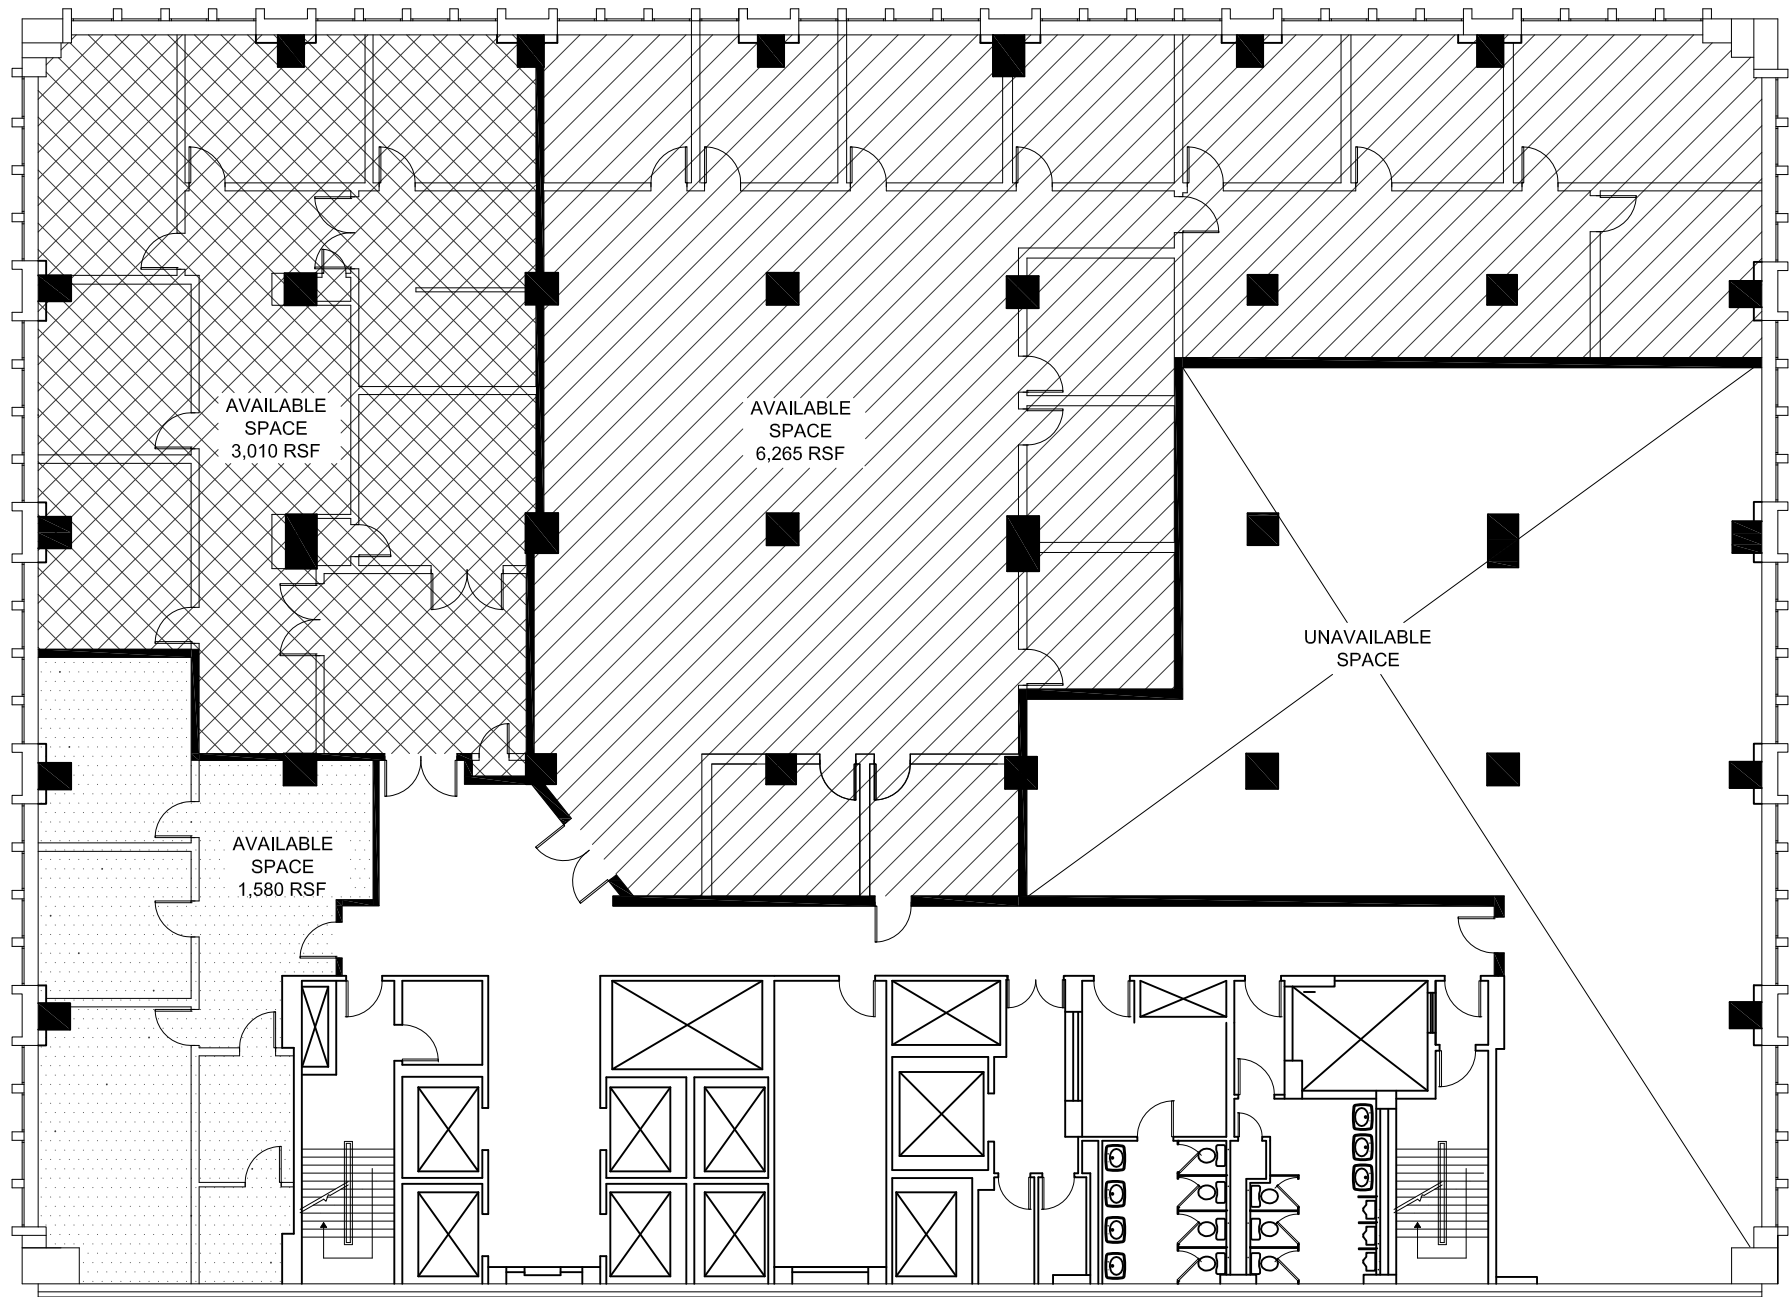 AVAILABLE
SPACE
3,010 RSF
AVAILABLE
SPACE
6,265 RSF
UNAVAILABLE
SPACE
AVAILABLE
SPACE
1,580 RSF